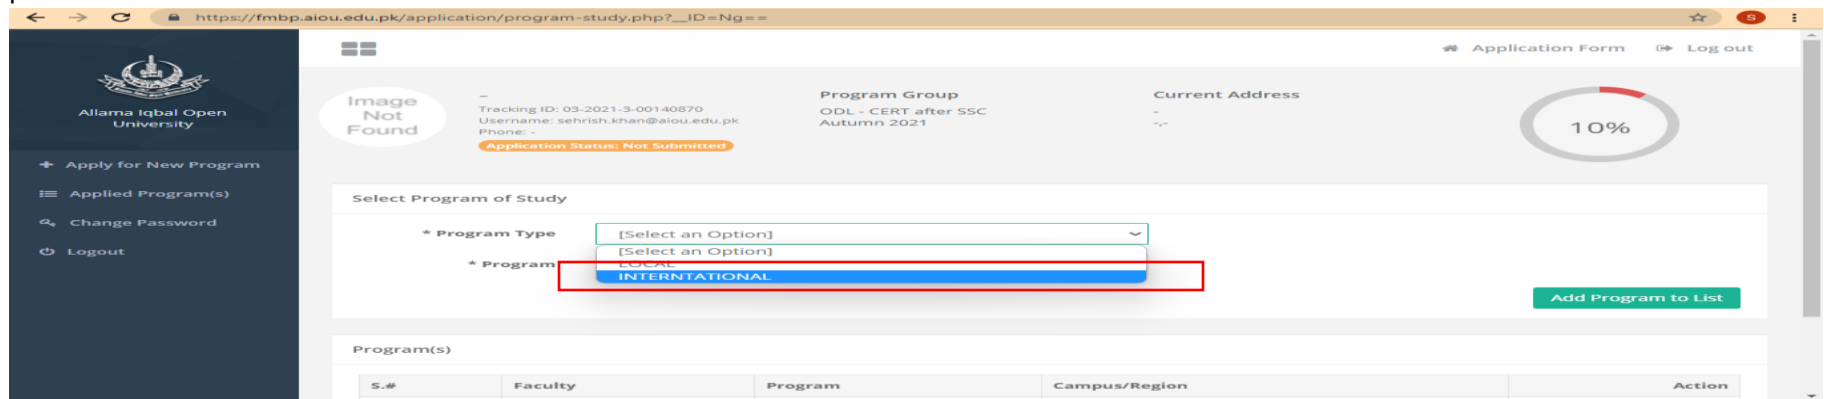 https://fmbp.aiou.edu.pk/application/program-study.php?__ID=Ng==
S
Allama Iqbal Open
University
Apply for New Program
Applied Program(s)
Change Password
Logout
Application Form
Log out
Image
Not
Found
–
Tracking ID: 03-2021-3-00140870
Username: sehrish.khan@aiou.edu.pk
Phone: -
Application Status: Not Submitted
Program Group
ODL - CERT after SSC
Autumn 2021
Current Address
-
-,-
10%
Select Program of Study
* Program Type
[Select an Option]
[Select an Option]
LOCAL
INTERNTATIONAL
* Program
Add Program to List
Program(s)
S.# Faculty Program Campus/Region Action